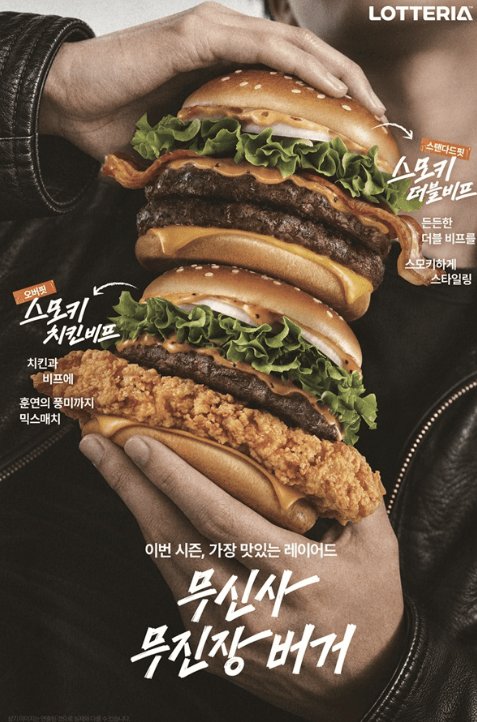 LOTTERIA
스탠다드핏
스모키
더블비프
든든한
더블 비프를
스모키하게
스타일링
오버핏
스모키
치킨비프
치킨과
비프에
훈연의 풍미까지
믹스매치
이번 시즌, 가장 맛있는 레이어드
무신사
무진장 버거